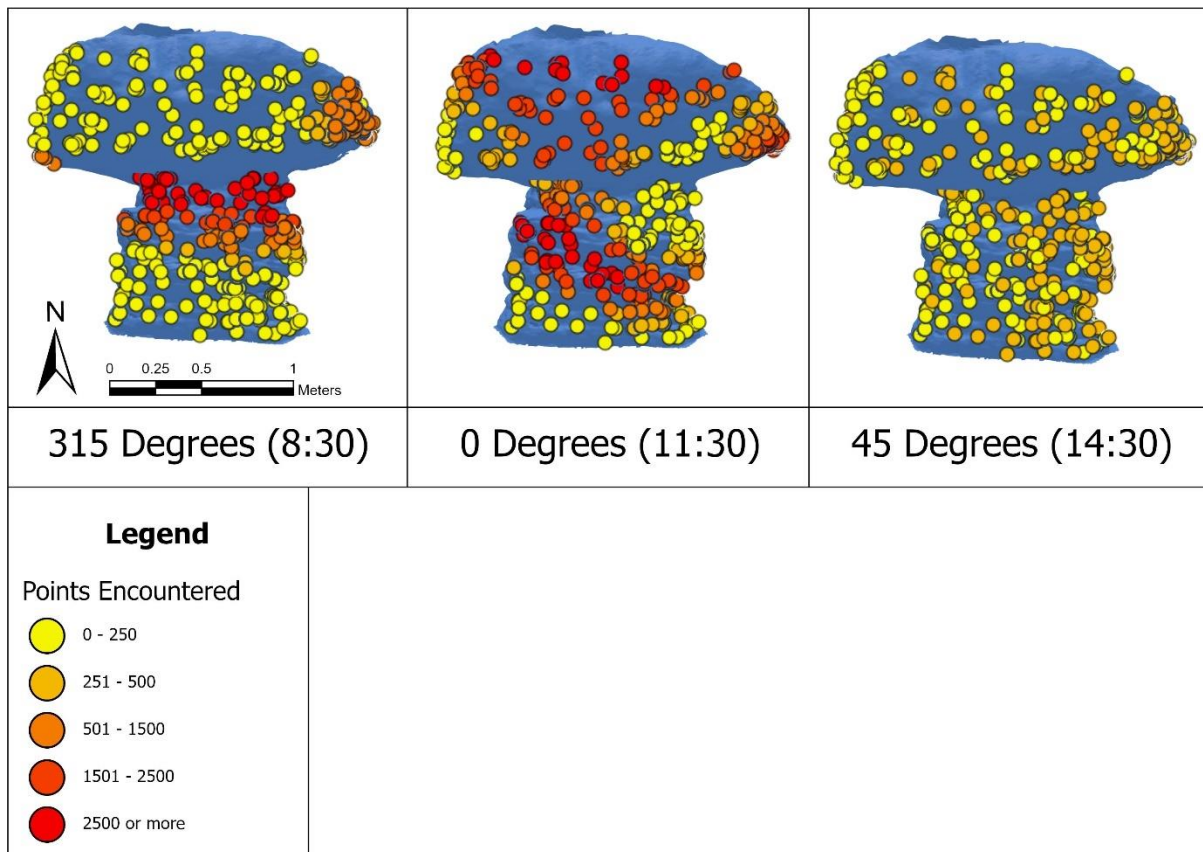 N
0 0.25 0.5 1
Meters
315 Degrees (8:30)
0 Degrees (11:30)
45 Degrees (14:30)
Legend
Points Encountered
0 - 250
251 - 500
501 - 1500
1501 - 2500
2500 or more